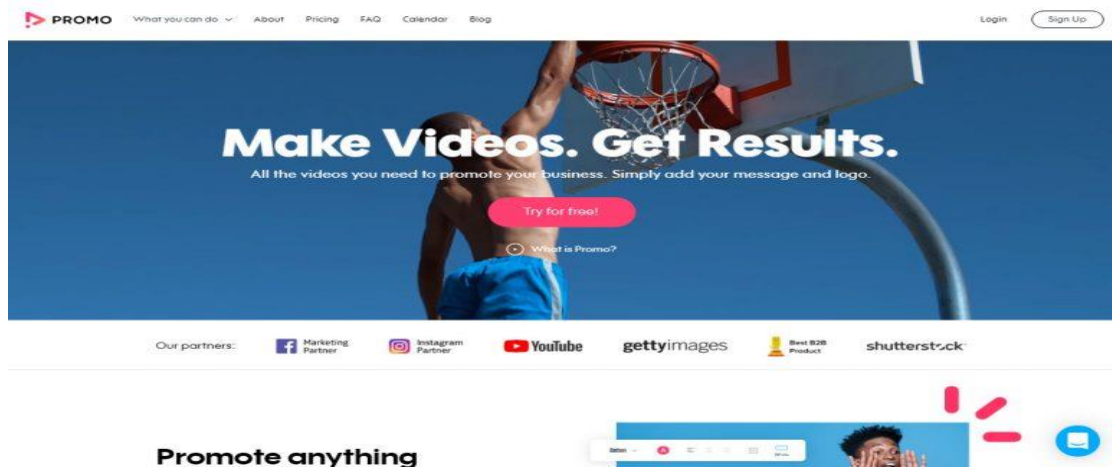 PROMO What you can do About Pricing FAQ Calendar Blog Login Sign Up
Make Videos. Get Results.
All the videos you need to promote your business. Simply add your message and logo.
Try for free!
What is Promo?
Our partners: Marketing Partner Instagram Partner YouTube gettyimages Best B2B Product shutterstock
Promote anything